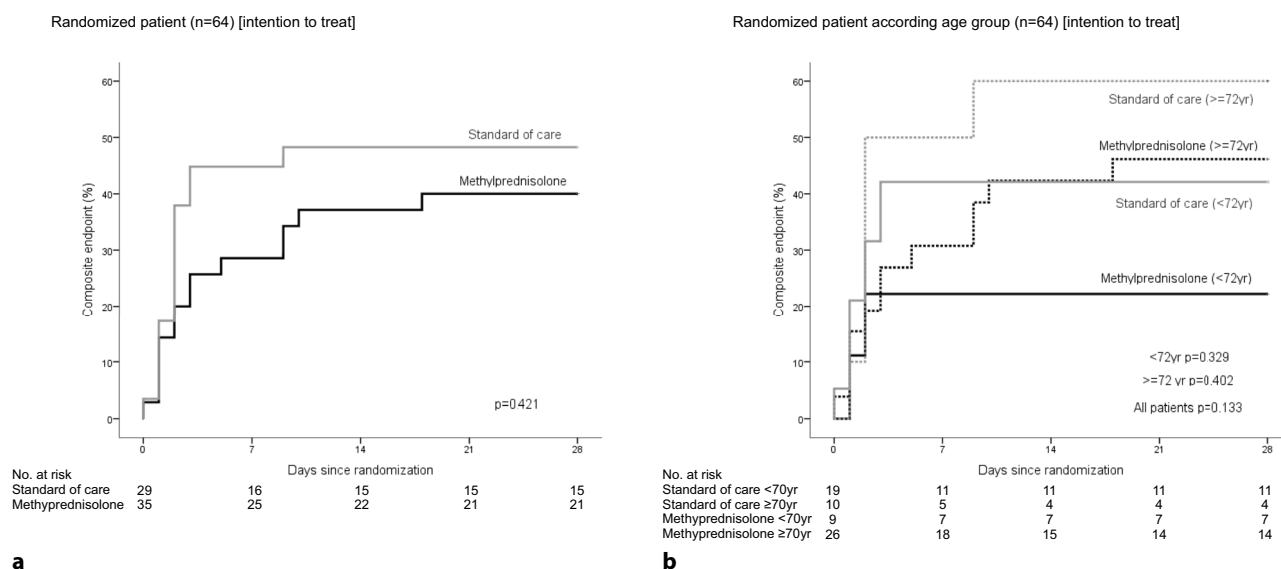 Randomized patient (n=64) [intention to treat]
60
50
40
30
20
10
0
Composite endpoint (%)
Standard of care
Methylprednisolone
p=0.421
0 7 14 21 28
Days since randomization
No. at risk
Standard of care 29 16 15 15 15
Methyprednisolone 35 25 22 21 21
a
Randomized patient according age group (n=64) [intention to treat]
60
50
40
30
20
10
0
Composite endpoint (%)
Standard of care (>=72yr)
Methylprednisolone (>=72yr)
Standard of care (<72yr)
Methylprednisolone (<72yr)
<72yr p=0.329
>=72 yr p=0.402
All patients p=0.133
0 7 14 21 28
Days since randomization
No. at risk
Standard of care <70yr 19 11 11 11 11
Standard of care ≥70yr 10 5 4 4 4
Methyprednisolone <70yr 9 7 7 7 7
Methyprednisolone ≥70yr 26 18 15 14 14
b